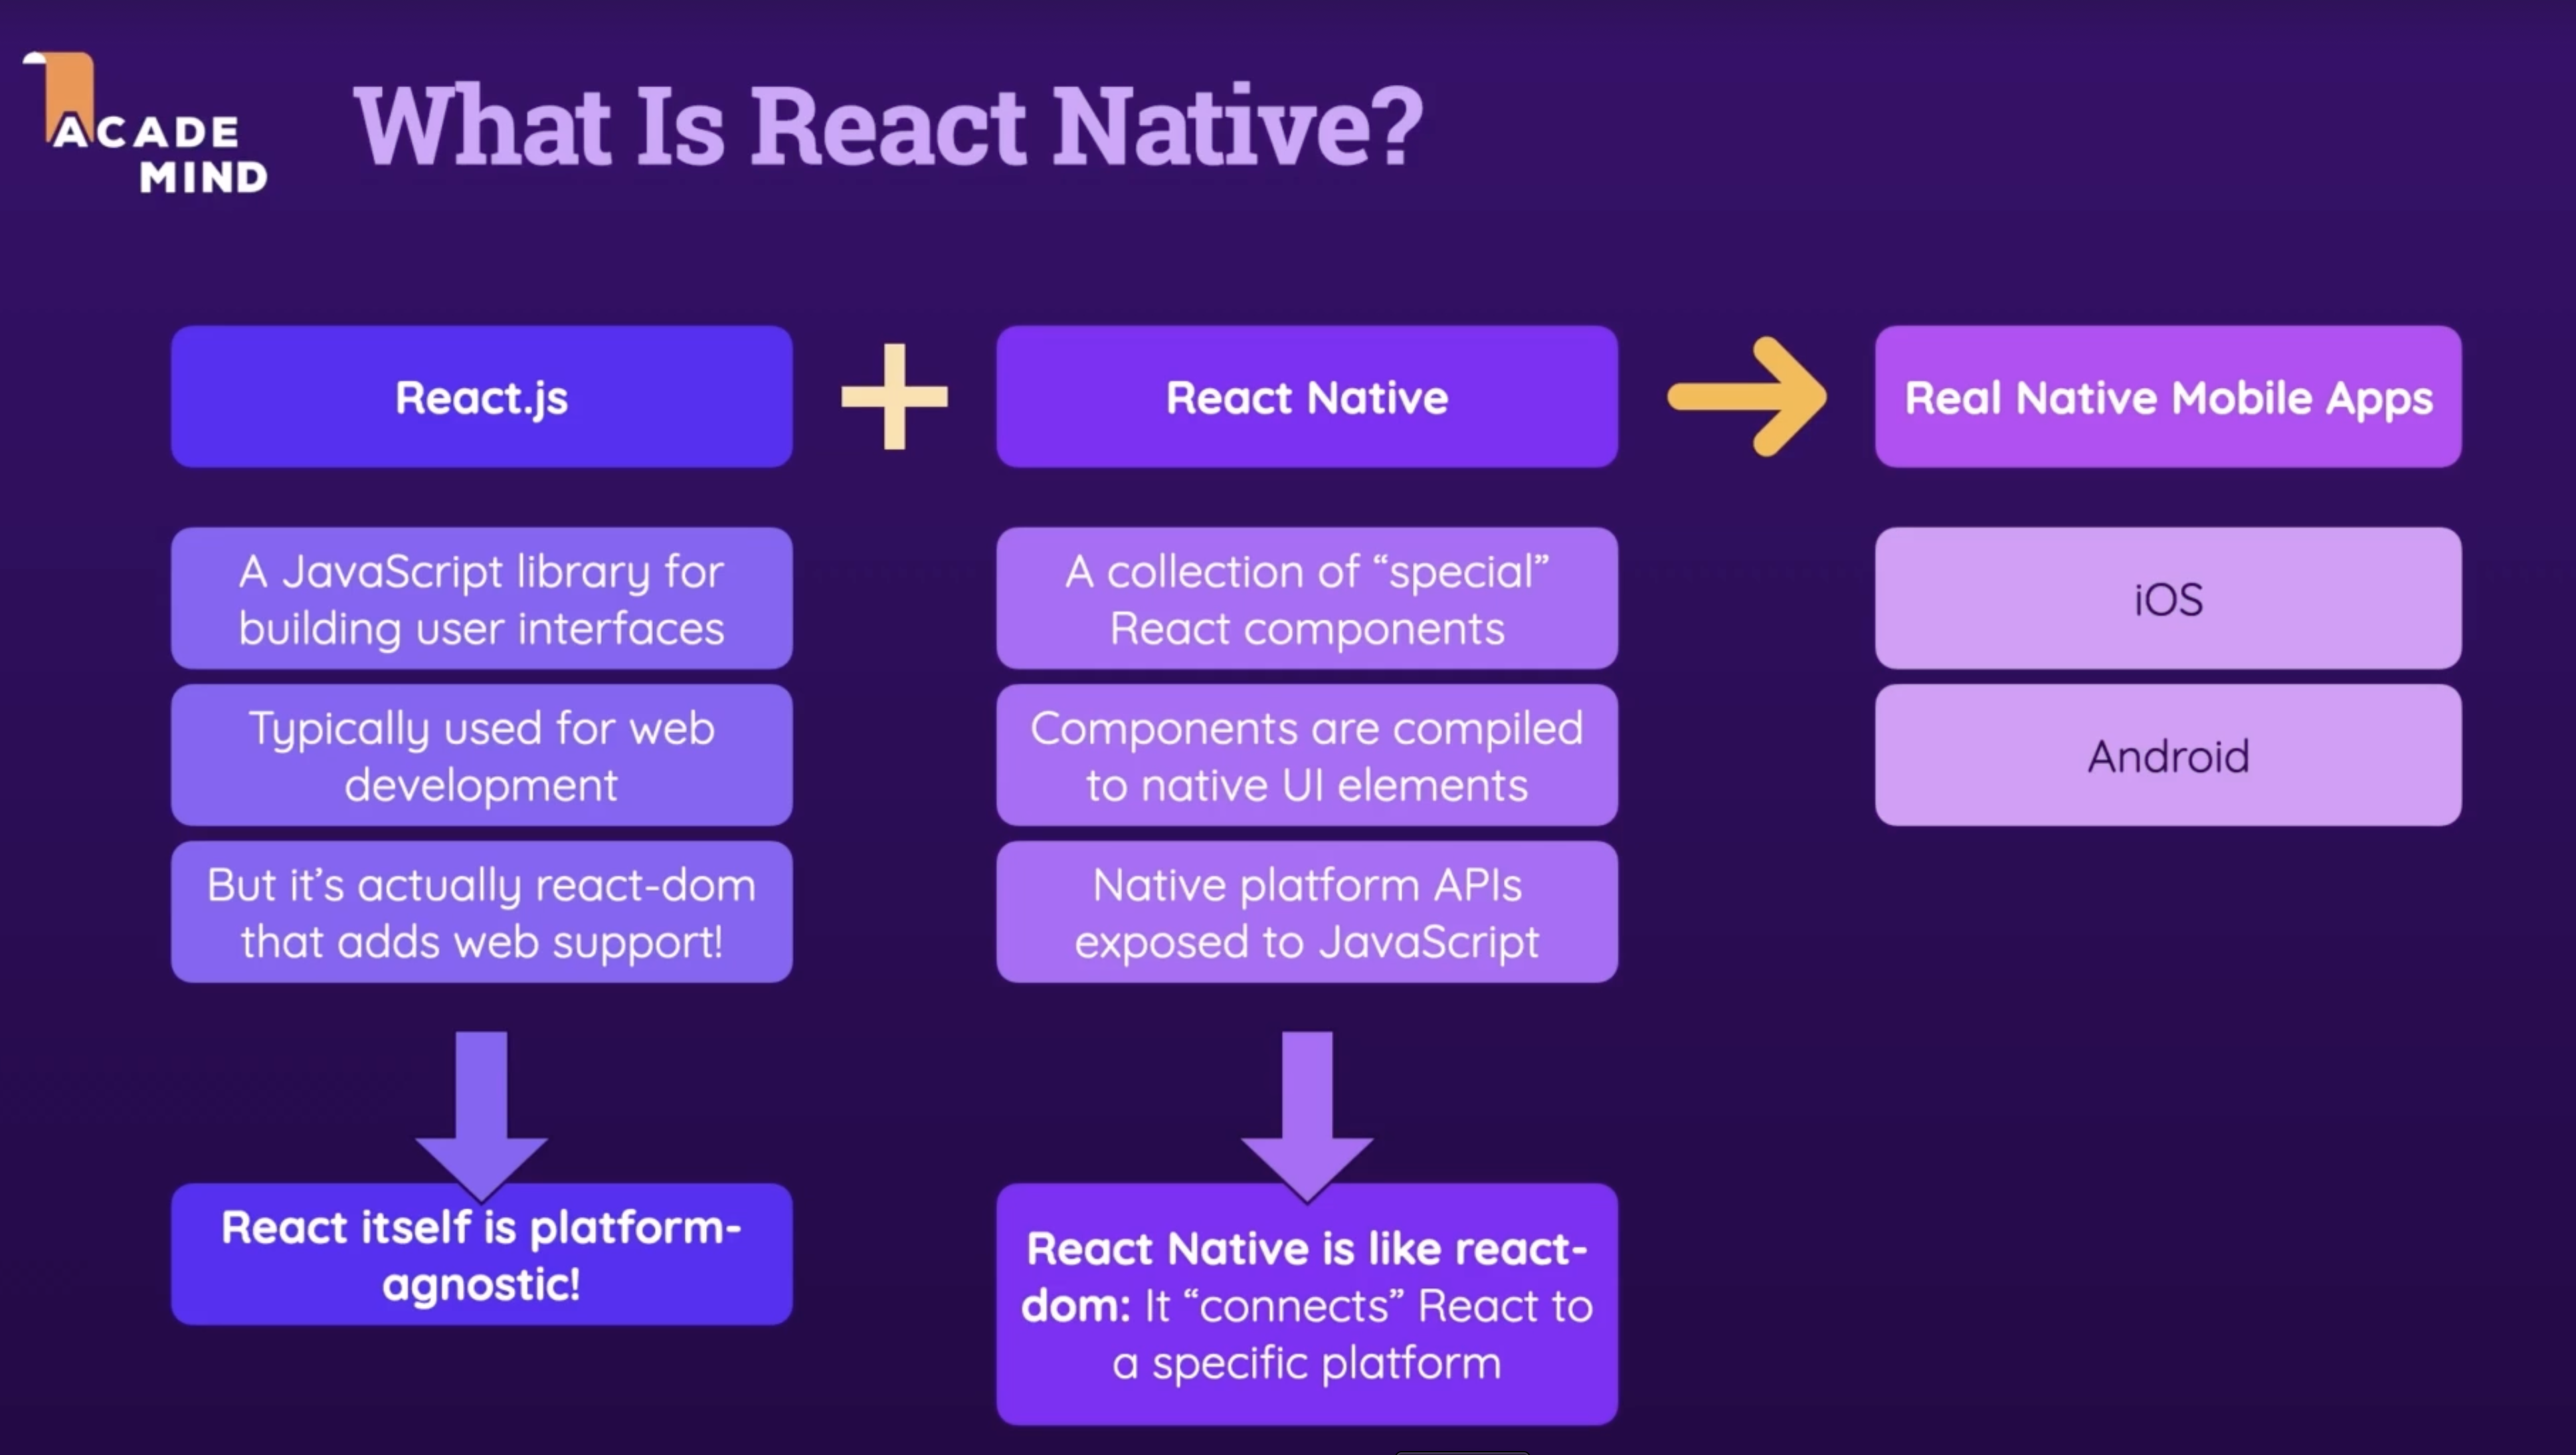 ACADE
MIND
What Is React Native?
React.js
React Native
Real Native Mobile Apps
A JavaScript library for
building user interfaces
Typically used for web
development
But it’s actually react-dom
that adds web support!
React itself is platform-
agnostic!
A collection of “special”
React components
Components are compiled
to native UI elements
Native platform APIs
exposed to JavaScript
React Native is like react-
dom: It “connects” React to
a specific platform
iOS
Android